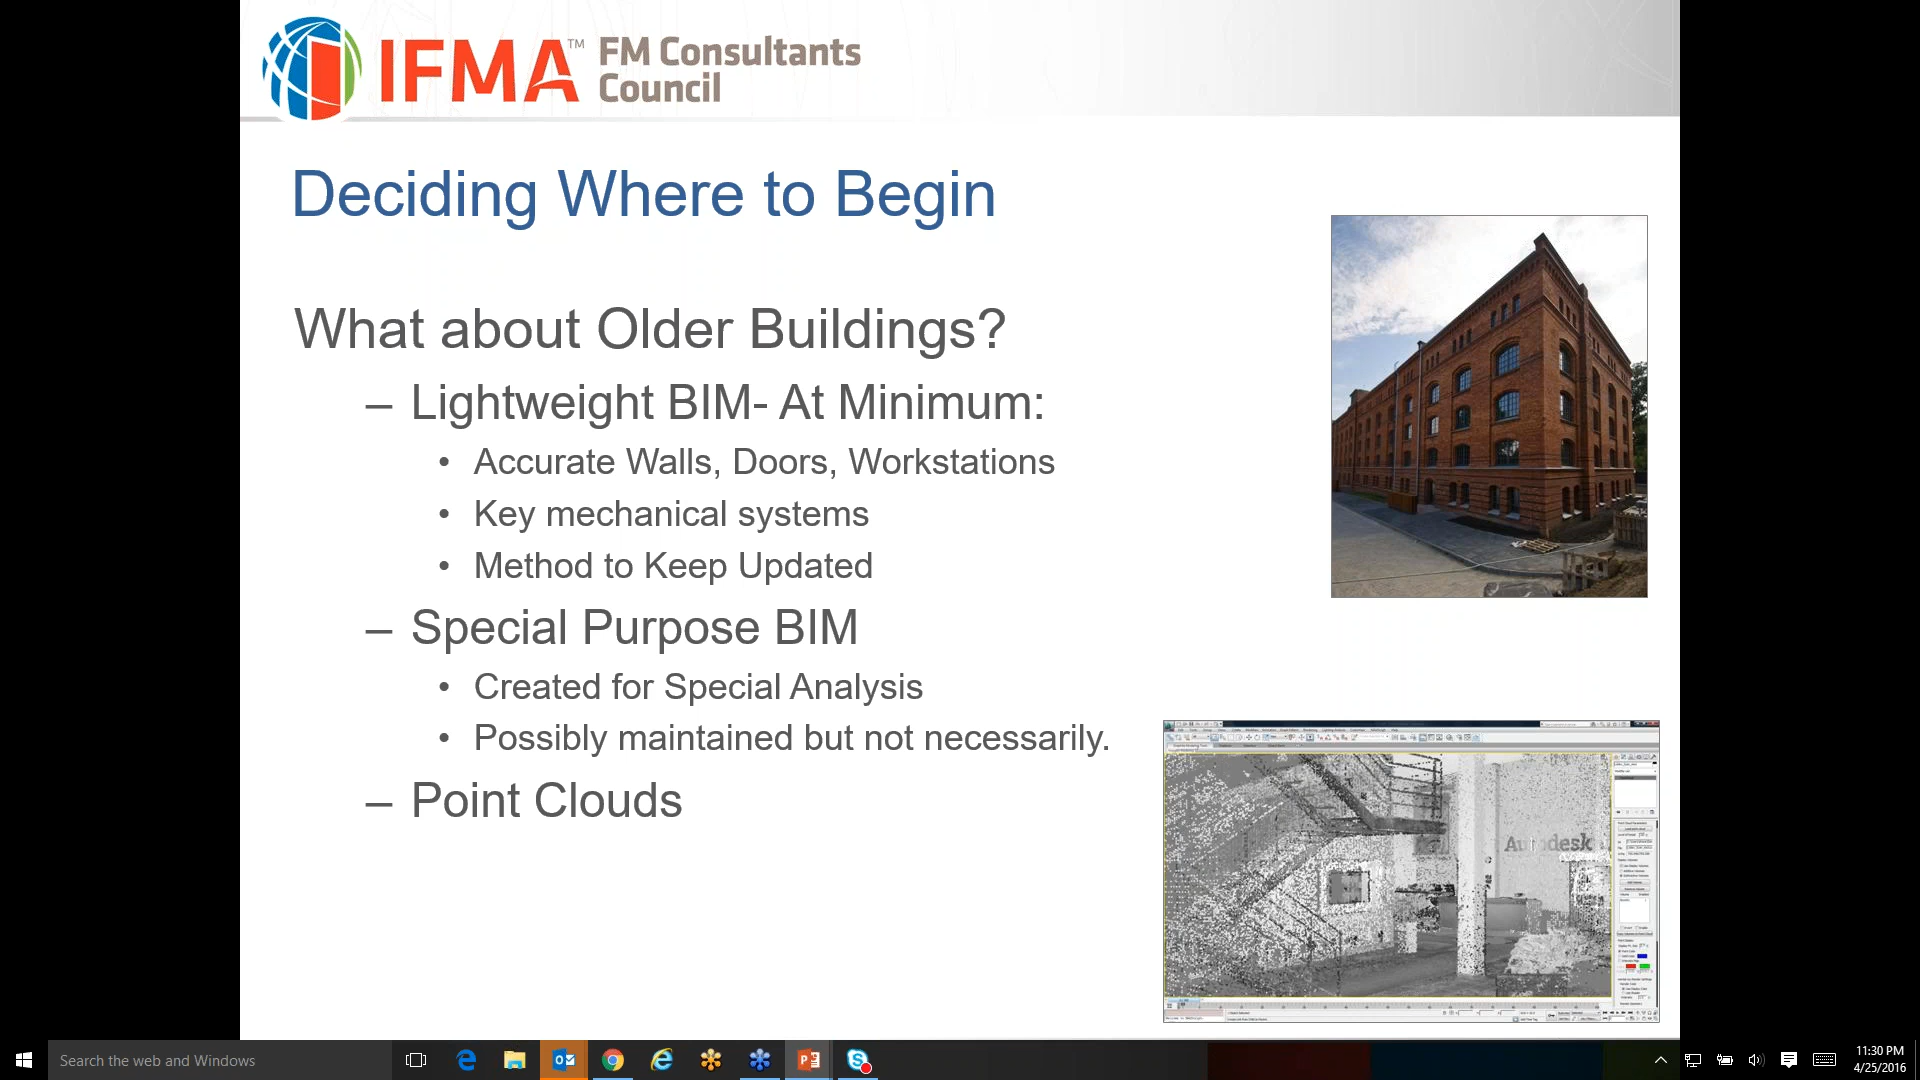 IFMA™ FM Consultants
Council
Deciding Where to Begin
What about Older Buildings?
– Lightweight BIM- At Minimum:
• Accurate Walls, Doors, Workstations
• Key mechanical systems
• Method to Keep Updated
– Special Purpose BIM
• Created for Special Analysis
• Possibly maintained but not necessarily.
– Point Clouds
Autodesk
Search the web and Windows
11:30 PM
4/25/2016